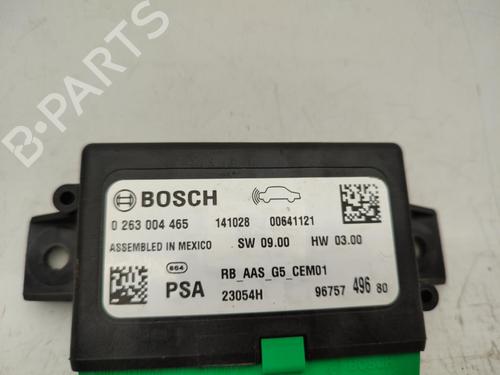 B-PARTS
BOSCH
0 263 004 465 141028 00641121
ASSEMBLED IN MEXICO SW 09.00 HW 03.00
664 RB_AAS_G5_CEM01
PSA 23054H 96757 496 80